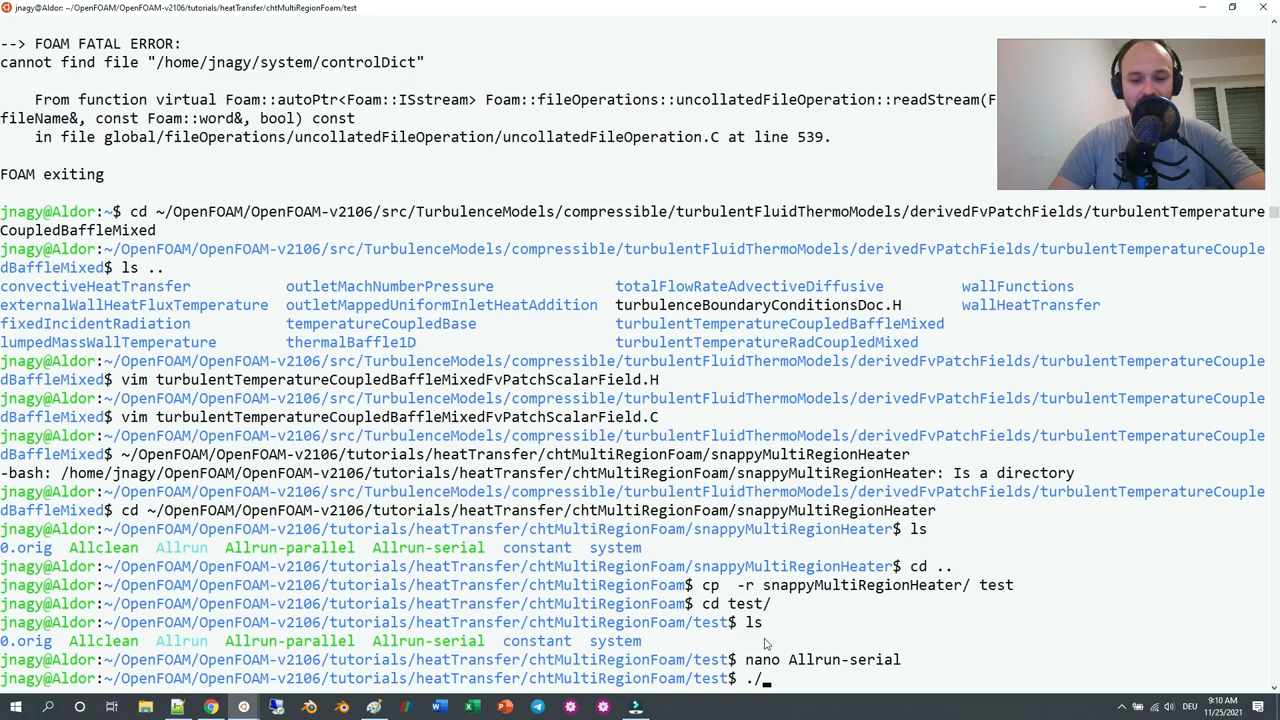 jnagy@Aldor: ~/OpenFOAM/OpenFOAM-v2106/tutorials/heatTransfer/chtMultiRegionFoam/test
--> FOAM FATAL ERROR:
cannot find file "/home/jnagy/system/controlDict"
From function virtual Foam::autoPtr<Foam::ISstream> Foam::fileOperations::uncollatedFileOperation::readStream(F
fileName&, const Foam::word&, bool) const
in file global/fileOperations/uncollatedFileOperation/uncollatedFileOperation.C at line 539.
FOAM exiting
jnagy@Aldor:~$ cd ~/OpenFOAM/OpenFOAM-v2106/src/TurbulenceModels/compressible/turbulentFluidThermoModels/derivedFvPatchFields/turbulentTemperature
CoupledBaffleMixed
jnagy@Aldor:~/OpenFOAM/OpenFOAM-v2106/src/TurbulenceModels/compressible/turbulentFluidThermoModels/derivedFvPatchFields/turbulentTemperatureCouple
dBaffleMixed$ ls ..
convectiveHeatTransfer outletMachNumberPressure totalFlowRateAdvectiveDiffusive wallFunctions
externalWallHeatFluxTemperature outletMappedUniformInletHeatAddition turbulenceBoundaryConditionsDoc.H wallHeatTransfer
fixedIncidentRadiation temperatureCoupledBase turbulentTemperatureCoupledBaffleMixed
lumpedMassWallTemperature thermalBaffle1D turbulentTemperatureRadCoupledMixed
jnagy@Aldor:~/OpenFOAM/OpenFOAM-v2106/src/TurbulenceModels/compressible/turbulentFluidThermoModels/derivedFvPatchFields/turbulentTemperatureCouple
dBaffleMixed$ vim turbulentTemperatureCoupledBaffleMixedFvPatchScalarField.H
jnagy@Aldor:~/OpenFOAM/OpenFOAM-v2106/src/TurbulenceModels/compressible/turbulentFluidThermoModels/derivedFvPatchFields/turbulentTemperatureCouple
dBaffleMixed$ vim turbulentTemperatureCoupledBaffleMixedFvPatchScalarField.C
jnagy@Aldor:~/OpenFOAM/OpenFOAM-v2106/src/TurbulenceModels/compressible/turbulentFluidThermoModels/derivedFvPatchFields/turbulentTemperatureCouple
dBaffleMixed$ ~/OpenFOAM/OpenFOAM-v2106/tutorials/heatTransfer/chtMultiRegionFoam/snappyMultiRegionHeater
-bash: /home/jnagy/OpenFOAM/OpenFOAM-v2106/tutorials/heatTransfer/chtMultiRegionFoam/snappyMultiRegionHeater: Is a directory
jnagy@Aldor:~/OpenFOAM/OpenFOAM-v2106/src/TurbulenceModels/compressible/turbulentFluidThermoModels/derivedFvPatchFields/turbulentTemperatureCouple
dBaffleMixed$ cd ~/OpenFOAM/OpenFOAM-v2106/tutorials/heatTransfer/chtMultiRegionFoam/snappyMultiRegionHeater
jnagy@Aldor:~/OpenFOAM/OpenFOAM-v2106/tutorials/heatTransfer/chtMultiRegionFoam/snappyMultiRegionHeater$ ls
0.orig Allclean Allrun Allrun-parallel Allrun-serial constant system
jnagy@Aldor:~/OpenFOAM/OpenFOAM-v2106/tutorials/heatTransfer/chtMultiRegionFoam/snappyMultiRegionHeater$ cd ..
jnagy@Aldor:~/OpenFOAM/OpenFOAM-v2106/tutorials/heatTransfer/chtMultiRegionFoam$ cp -r snappyMultiRegionHeater/ test
jnagy@Aldor:~/OpenFOAM/OpenFOAM-v2106/tutorials/heatTransfer/chtMultiRegionFoam$ cd test/
jnagy@Aldor:~/OpenFOAM/OpenFOAM-v2106/tutorials/heatTransfer/chtMultiRegionFoam/test$ ls
0.orig Allclean Allrun Allrun-parallel Allrun-serial constant system
jnagy@Aldor:~/OpenFOAM/OpenFOAM-v2106/tutorials/heatTransfer/chtMultiRegionFoam/test$ nano Allrun-serial
jnagy@Aldor:~/OpenFOAM/OpenFOAM-v2106/tutorials/heatTransfer/chtMultiRegionFoam/test$ ./
DEU
9:10 AM
11/25/2021